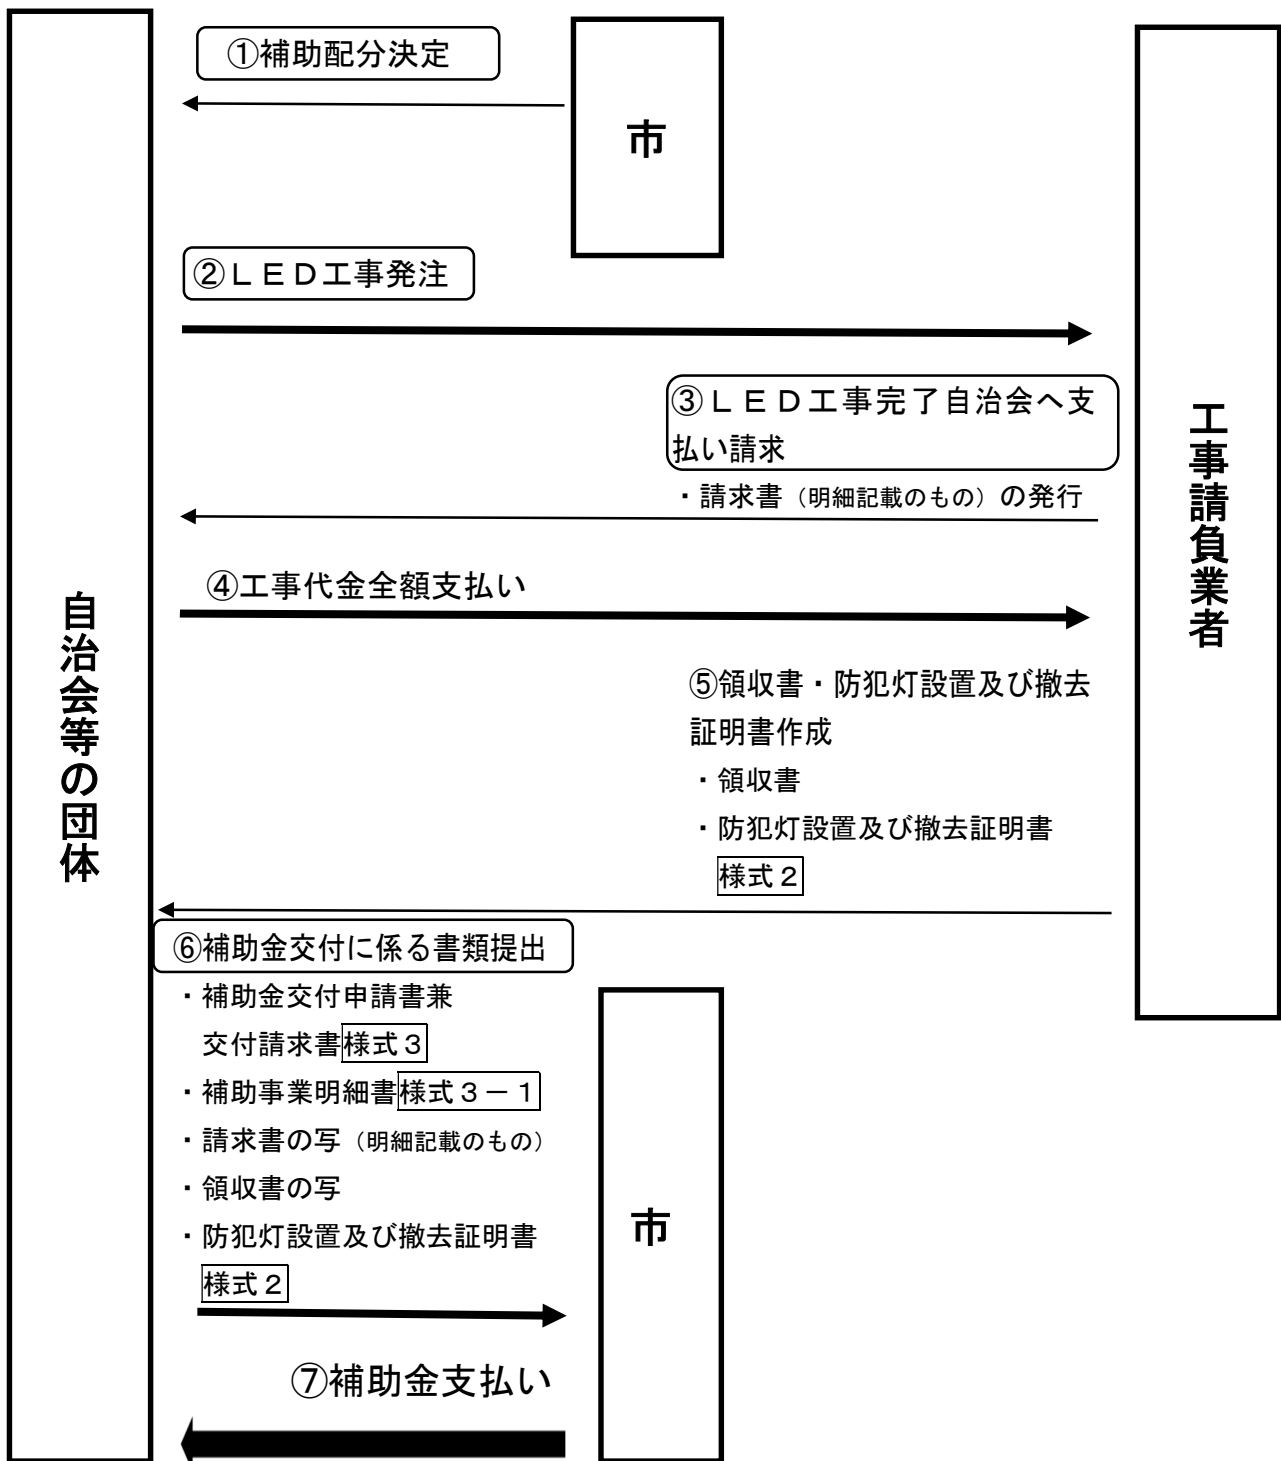 ①補助配分決定
市
②ＬＥＤ工事発注
③ＬＥＤ工事完了自治会へ支
払い請求
・請求書（明細記載のもの）の発行
④工事代金全額支払い
工事請負業者
自治会等の団体
⑤領収書・防犯灯設置及び撤去
証明書作成
・領収書
・防犯灯設置及び撤去証明書
様式２
⑥補助金交付に係る書類提出
・補助金交付申請書兼
交付請求書様式３
・補助事業明細書様式３－１
・請求書の写（明細記載のもの）
・領収書の写
・防犯灯設置及び撤去証明書
様式２
市
⑦補助金支払い